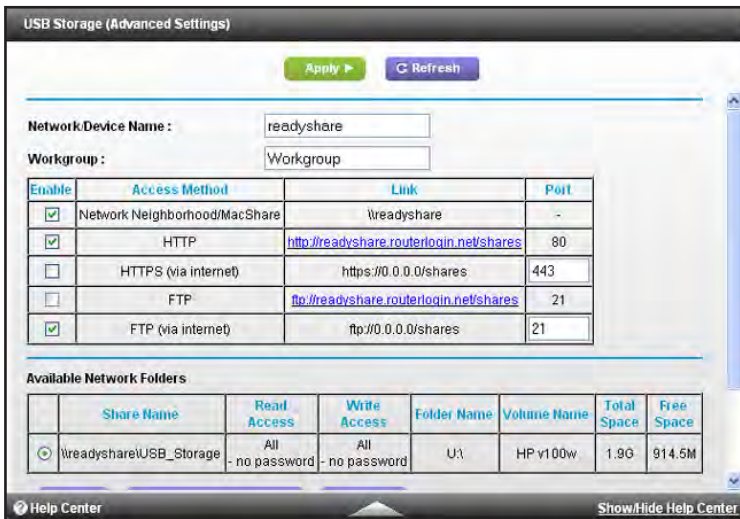 USB Storage (Advanced Settings)
Apply
Refresh
Network/Device Name : readyshare
Workgroup : Workgroup
Enable Access Method Link Port
Network Neighborhood/MacShare \\readyshare -
HTTP http://readyshare.routerlogin.net/shares 80
HTTPS (via internet) https://0.0.0.0/shares 443
FTP ftp://readyshare.routerlogin.net/shares 21
FTP (via internet) ftp://0.0.0.0/shares 21
Available Network Folders
Share Name Read Access Write Access Folder Name Volume Name Total Space Free Space
\\readyshare\USB_Storage All - no password All - no password U:\ HP v100w 1.9G 914.5M
Help Center Show/Hide Help Center